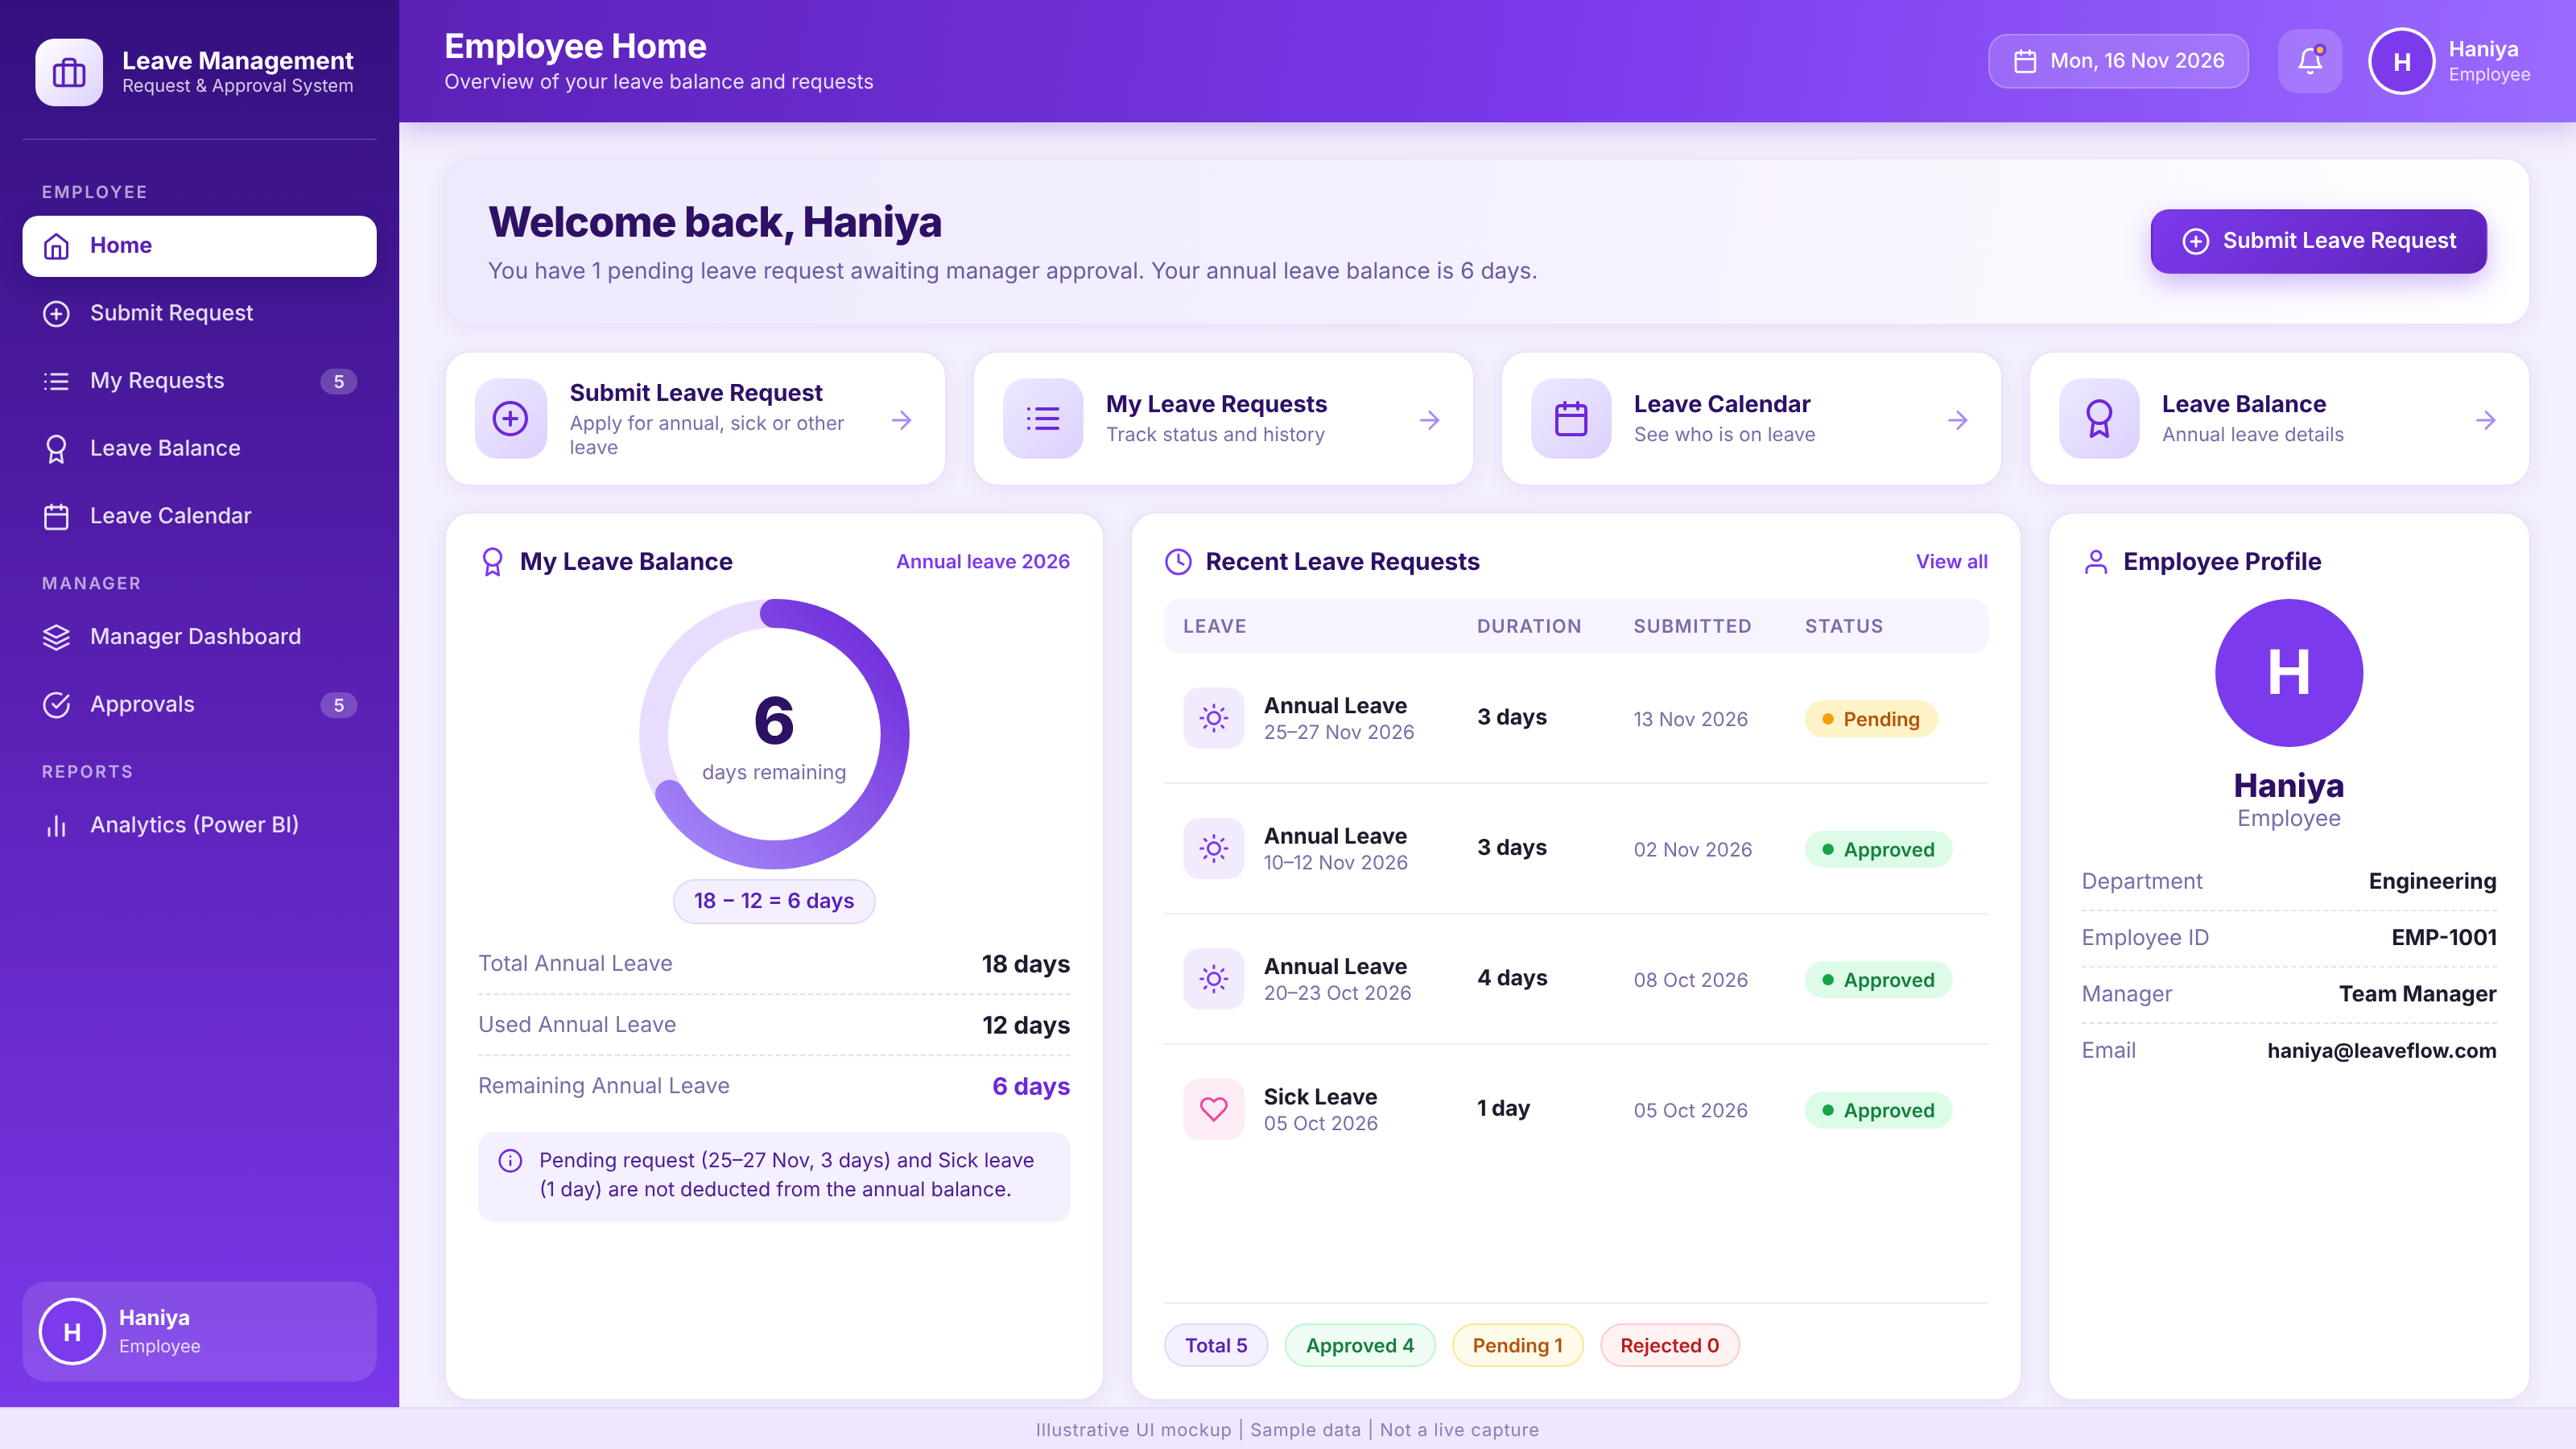 Leave Management
Request & Approval System
EMPLOYEE
Home
Submit Request
My Requests 5
Leave Balance
Leave Calendar
MANAGER
Manager Dashboard
Approvals 5
REPORTS
Analytics (Power BI)
H
Haniya
Employee
Employee Home
Overview of your leave balance and requests
Mon, 16 Nov 2026
H
Haniya
Employee
Welcome back, Haniya
You have 1 pending leave request awaiting manager approval. Your annual leave balance is 6 days.
Submit Leave Request
Submit Leave Request
Apply for annual, sick or other
leave
My Leave Requests
Track status and history
Leave Calendar
See who is on leave
Leave Balance
Annual leave details
My Leave Balance
Annual leave 2026
6
days remaining
18 − 12 = 6 days
Total Annual Leave 18 days
Used Annual Leave 12 days
Remaining Annual Leave 6 days
Pending request (25–27 Nov, 3 days) and Sick leave
(1 day) are not deducted from the annual balance.
Recent Leave Requests
View all
LEAVE DURATION SUBMITTED STATUS
Annual Leave
25–27 Nov 2026
3 days
13 Nov 2026
Pending
Annual Leave
10–12 Nov 2026
3 days
02 Nov 2026
Approved
Annual Leave
20–23 Oct 2026
4 days
08 Oct 2026
Approved
Sick Leave
05 Oct 2026
1 day
05 Oct 2026
Approved
Total 5
Approved 4
Pending 1
Rejected 0
Employee Profile
H
Haniya
Employee
Department Engineering
Employee ID EMP-1001
Manager Team Manager
Email haniya@leaveflow.com
Illustrative UI mockup | Sample data | Not a live capture